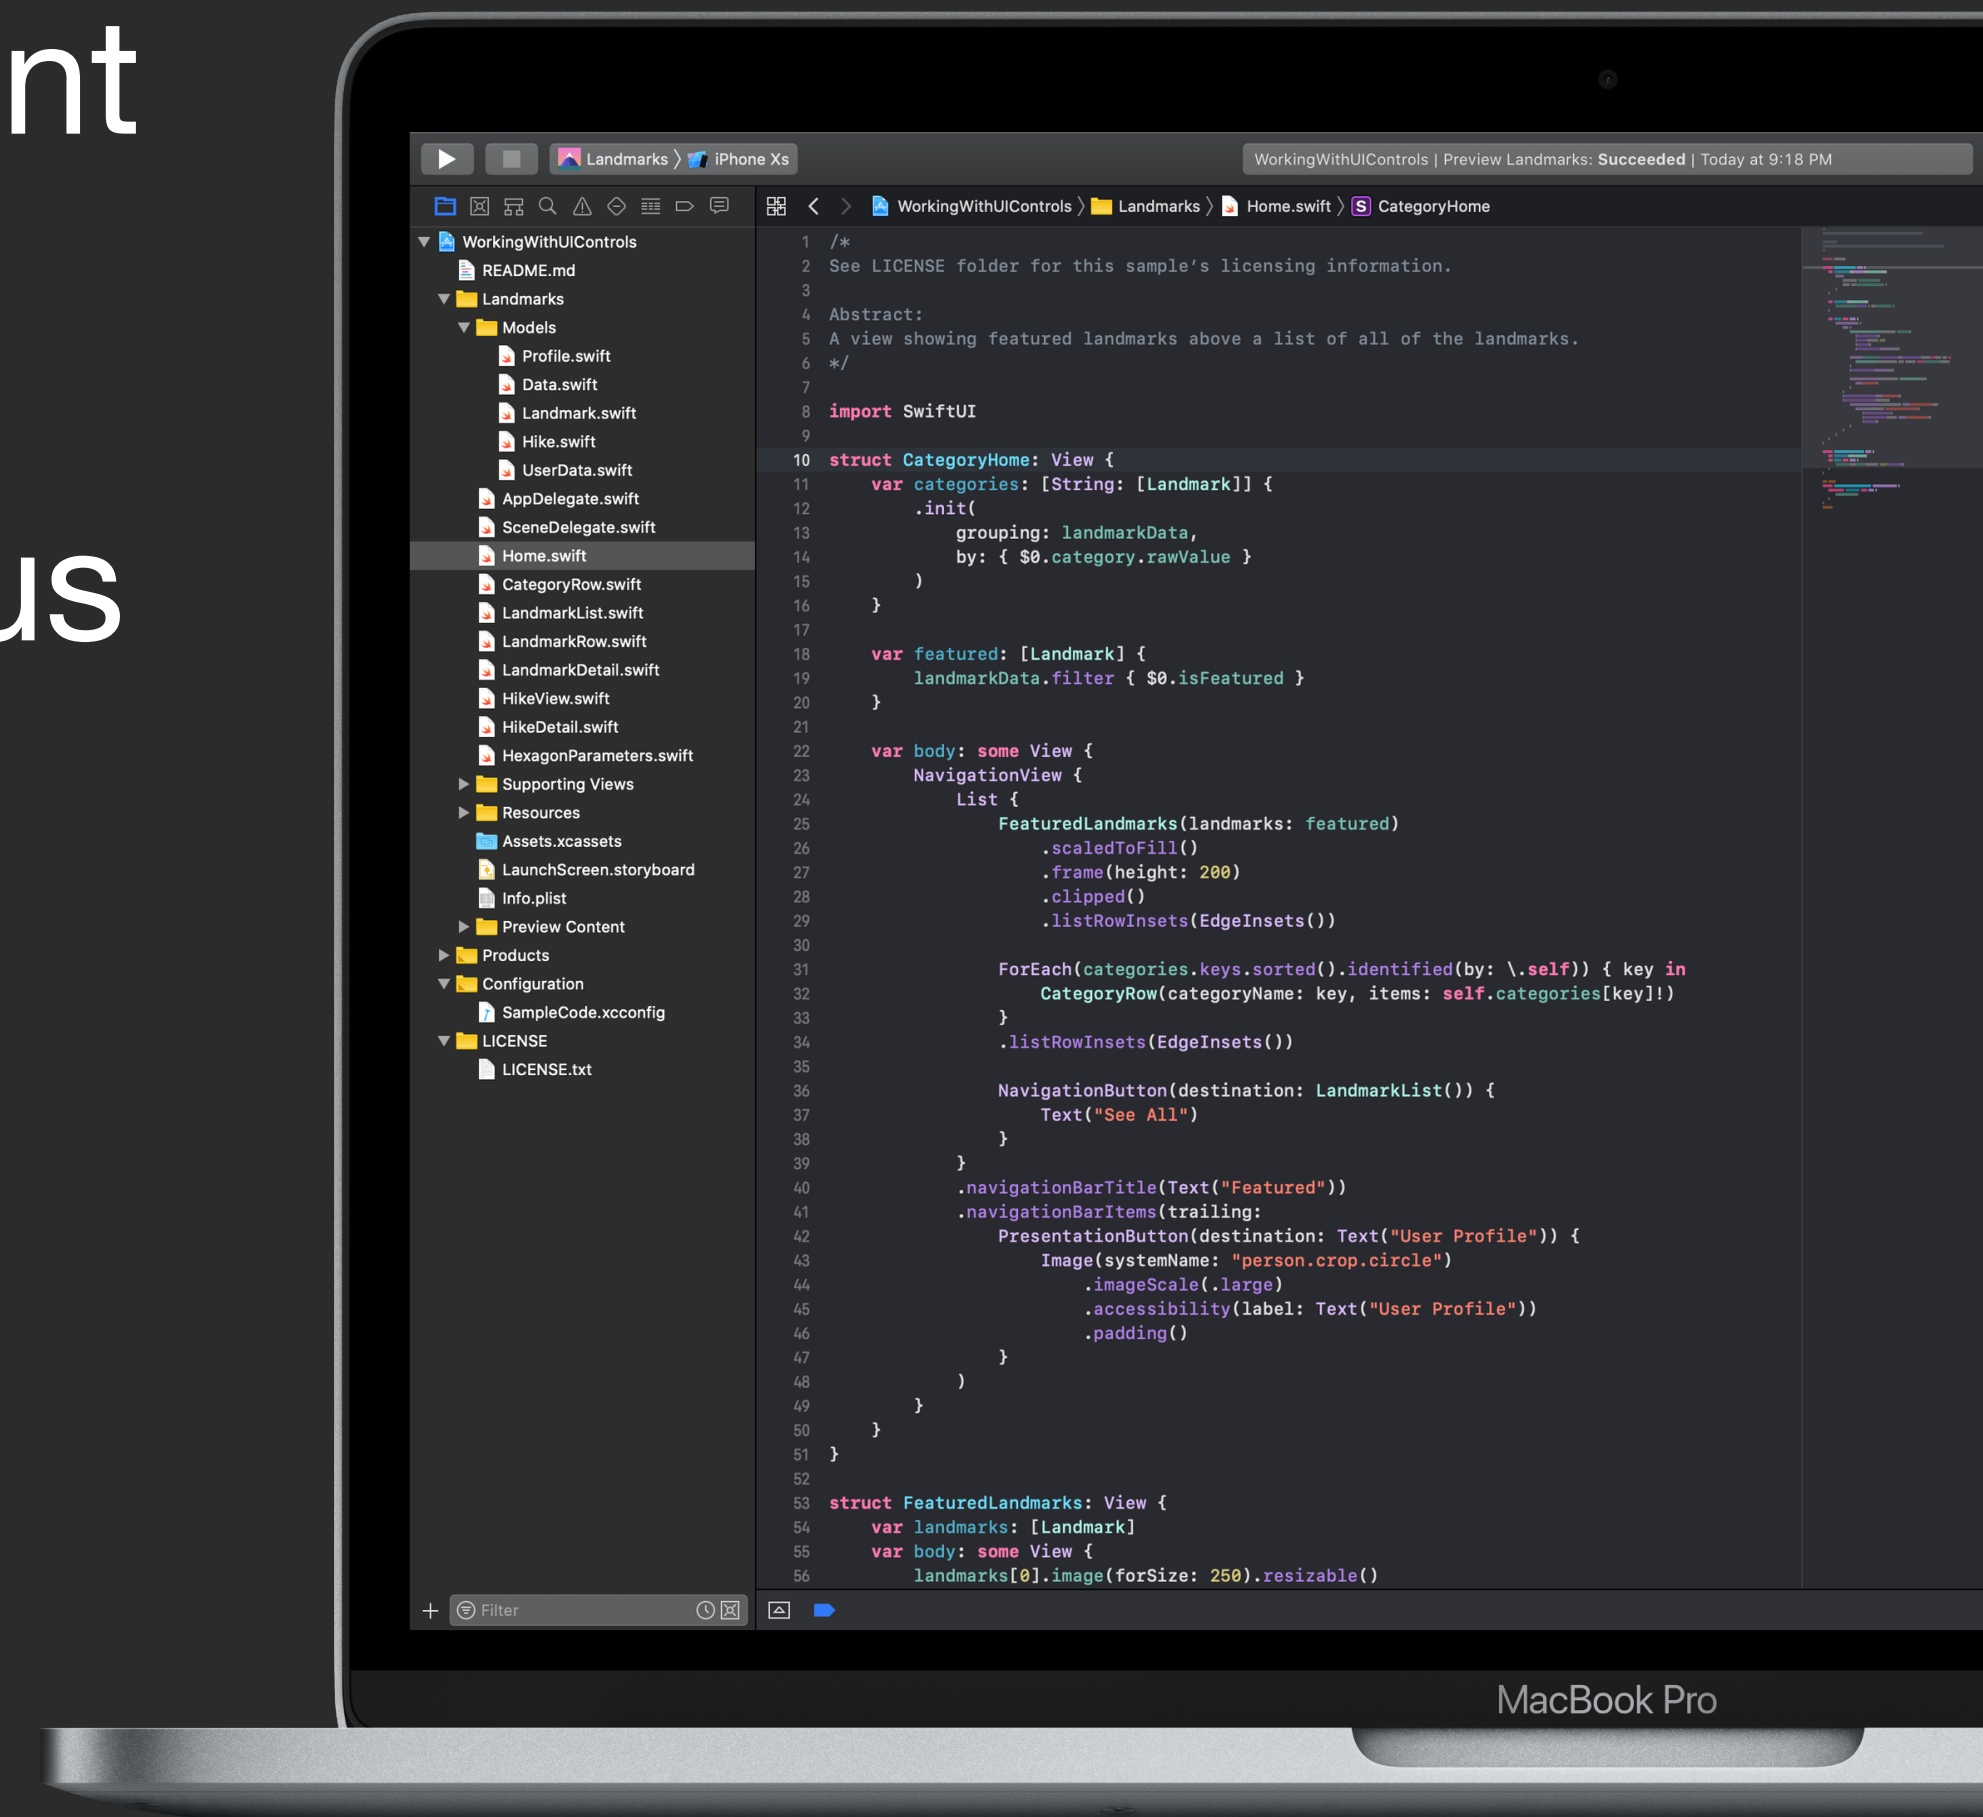 nt
us
Landmarks 〉 iPhone Xs
WorkingWithUIControls | Preview Landmarks: Succeeded | Today at 9:18 PM
WorkingWithUIControls 〉 Landmarks 〉 Home.swift 〉 S CategoryHome
WorkingWithUIControls
README.md
Landmarks
Models
Profile.swift
Data.swift
Landmark.swift
Hike.swift
UserData.swift
AppDelegate.swift
SceneDelegate.swift
Home.swift
CategoryRow.swift
LandmarkList.swift
LandmarkRow.swift
LandmarkDetail.swift
HikeView.swift
HikeDetail.swift
HexagonParameters.swift
Supporting Views
Resources
Assets.xcassets
LaunchScreen.storyboard
Info.plist
Preview Content
Products
Configuration
SampleCode.xcconfig
LICENSE
LICENSE.txt
Filter
1 /*
2 See LICENSE folder for this sample’s licensing information.
3
4 Abstract:
5 A view showing featured landmarks above a list of all of the landmarks.
6 */
7
8 import SwiftUI
9
10 struct CategoryHome: View {
11     var categories: [String: [Landmark]] {
12         .init(
13             grouping: landmarkData,
14             by: { $0.category.rawValue }
15         )
16     }
17
18     var featured: [Landmark] {
19         landmarkData.filter { $0.isFeatured }
20     }
21
22     var body: some View {
23         NavigationView {
24             List {
25                 FeaturedLandmarks(landmarks: featured)
26                     .scaledToFill()
27                     .frame(height: 200)
28                     .clipped()
29                     .listRowInsets(EdgeInsets())
30
31                 ForEach(categories.keys.sorted().identified(by: \.self)) { key in
32                     CategoryRow(categoryName: key, items: self.categories[key]!)
33                 }
34                 .listRowInsets(EdgeInsets())
35
36                 NavigationButton(destination: LandmarkList()) {
37                     Text("See All")
38                 }
39             }
40             .navigationBarTitle(Text("Featured"))
41             .navigationBarItems(trailing:
42                 PresentationButton(destination: Text("User Profile")) {
43                     Image(systemName: "person.crop.circle")
44                         .imageScale(.large)
45                         .accessibility(label: Text("User Profile"))
46                         .padding()
47                 }
48             )
49         }
50     }
51 }
52
53 struct FeaturedLandmarks: View {
54     var landmarks: [Landmark]
55     var body: some View {
56         landmarks[0].image(forSize: 250).resizable()
MacBook Pro